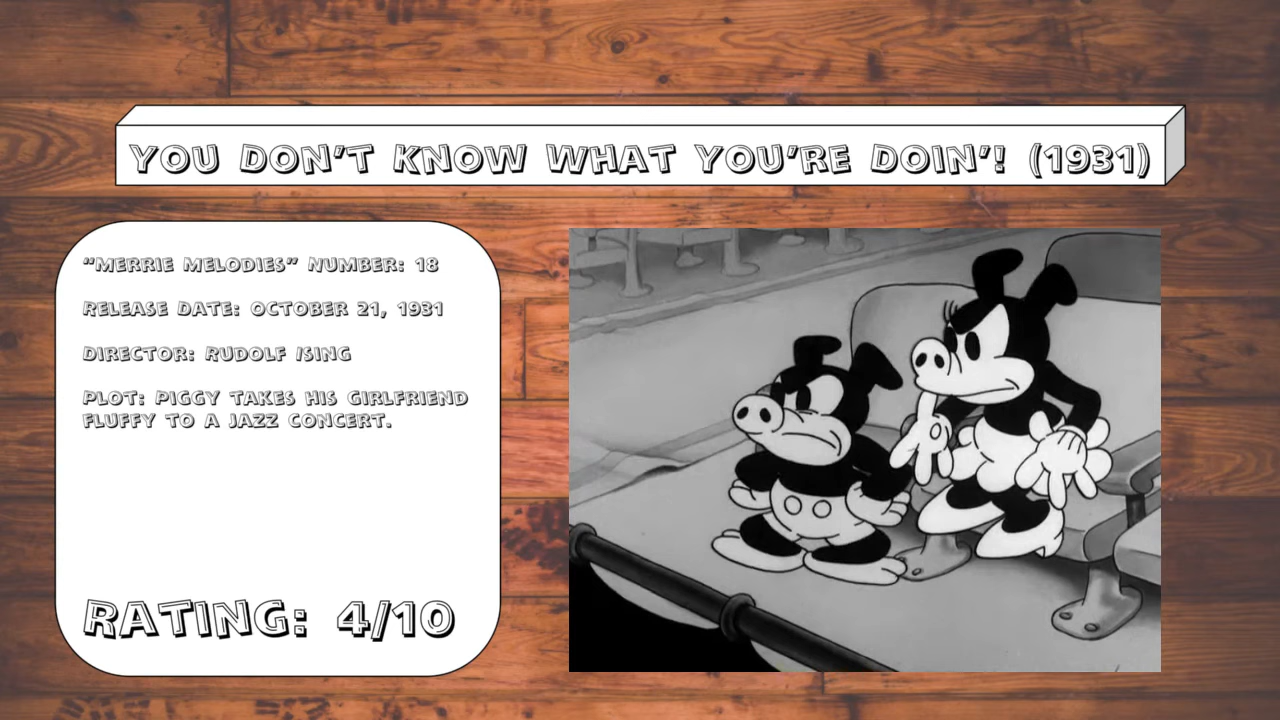 YOU DON'T KNOW WHAT YOU'RE DOIN'! (1931)
"MERRIE MELODIES" NUMBER: 18
RELEASE DATE: OCTOBER 21, 1931
DIRECTOR: RUDOLF ISING
PLOT: PIGGY TAKES HIS GIRLFRIEND
FLUFFY TO A JAZZ CONCERT.
RATING: 4/10